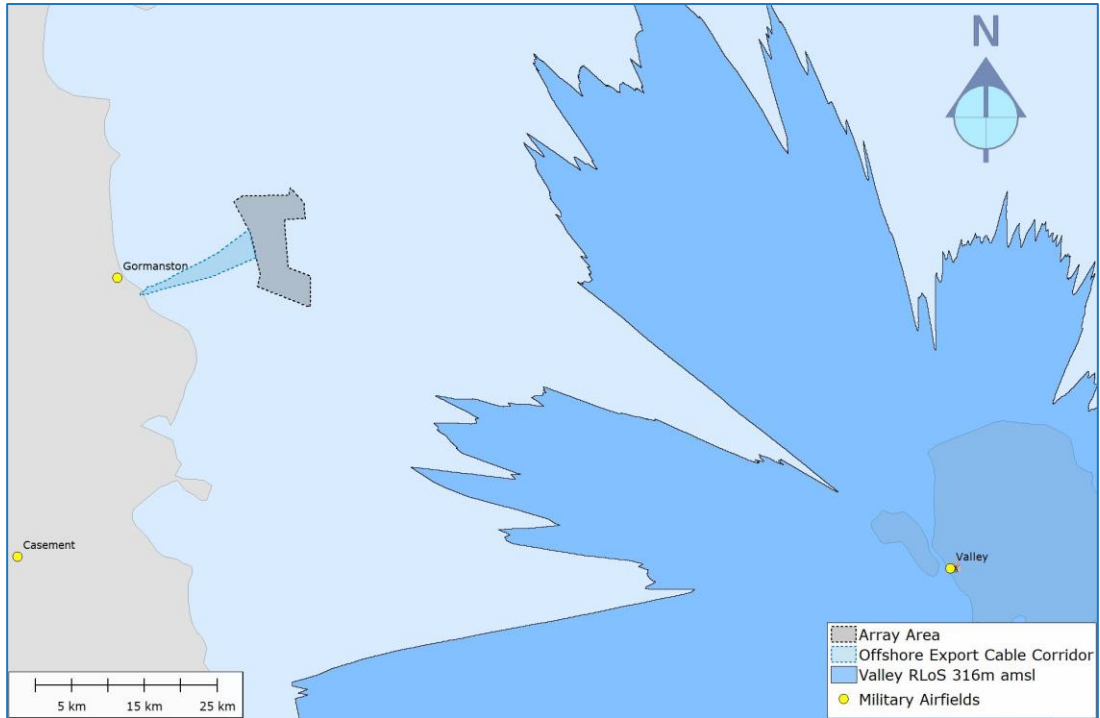 N
Gormanston
Casement
Valley
Array Area
Offshore Export Cable Corridor
Valley RLoS 316m amsl
Military Airfields
5 km 15 km 25 km